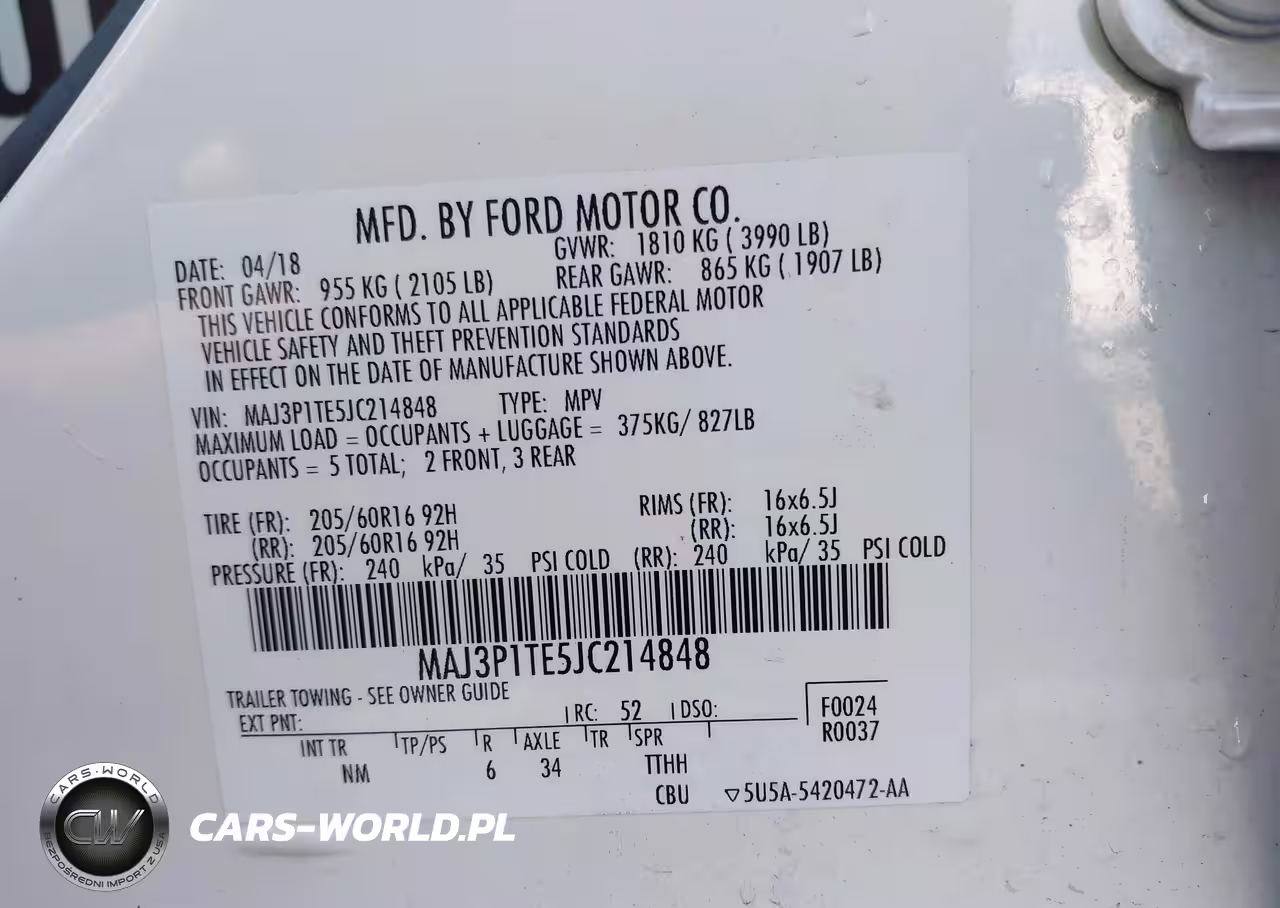 MFD. BY FORD MOTOR CO.
DATE: 04/18 GVWR: 1810 KG ( 3990 LB)
FRONT GAWR: 955 KG ( 2105 LB) REAR GAWR: 865 KG ( 1907 LB)
THIS VEHICLE CONFORMS TO ALL APPLICABLE FEDERAL MOTOR
VEHICLE SAFETY AND THEFT PREVENTION STANDARDS
IN EFFECT ON THE DATE OF MANUFACTURE SHOWN ABOVE.
VIN: MAJ3P1TE5JC214848 TYPE: MPV
MAXIMUM LOAD = OCCUPANTS + LUGGAGE = 375KG/ 827LB
OCCUPANTS = 5 TOTAL; 2 FRONT, 3 REAR
TIRE (FR): 205/60R16 92H RIMS (FR): 16x6.5J
(RR): 205/60R16 92H (RR): 16x6.5J
PRESSURE (FR): 240 kPa/ 35 PSI COLD (RR): 240 kPa/ 35 PSI COLD
MAJ3P1TE5JC214848
TRAILER TOWING - SEE OWNER GUIDE
EXT PNT: RC: 52 DSO: F0024
R0037
INT TR TP/PS R AXLE TR SPR
NM 6 34 TTHH
CBU ▽5U5A-5420472-AA
CARS-WORLD
CW
BEZPOŚREDNI IMPORT Z USA
CARS-WORLD.PL